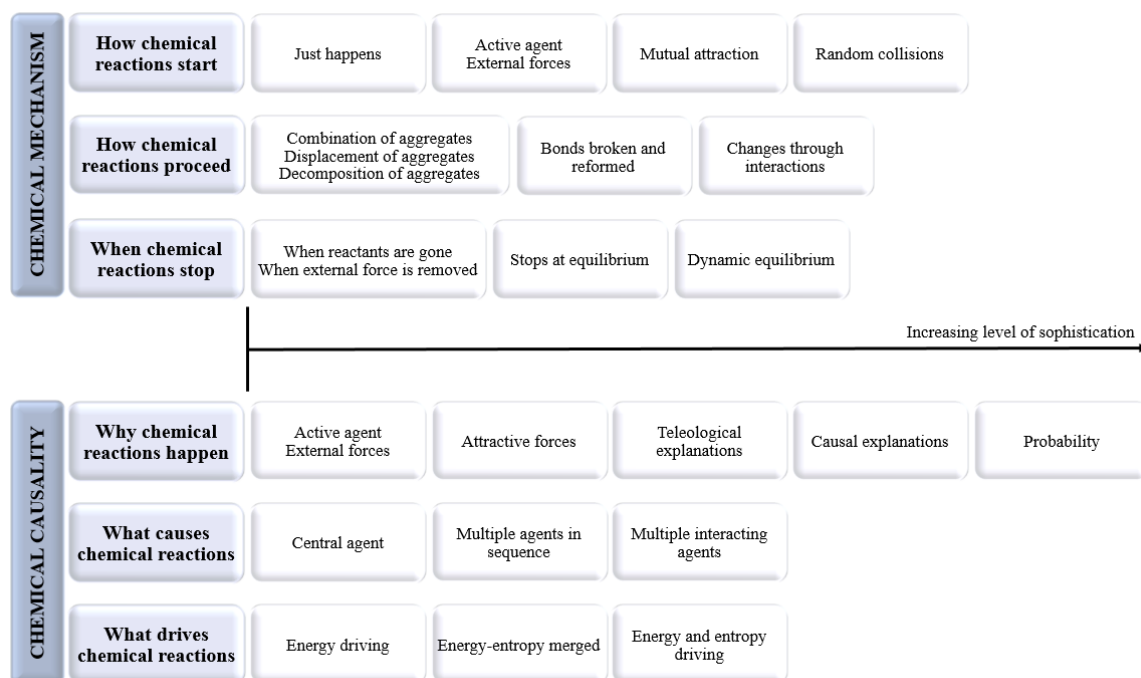 CHEMICAL MECHANISM
How chemical
reactions start
Just happens
Active agent
External forces
Mutual attraction
Random collisions
How chemical
reactions proceed
Combination of aggregates
Displacement of aggregates
Decomposition of aggregates
Bonds broken and
reformed
Changes through
interactions
When chemical
reactions stop
When reactants are gone
When external force is removed
Stops at equilibrium
Dynamic equilibrium
Increasing level of sophistication
CHEMICAL CAUSALITY
Why chemical
reactions happen
Active agent
External forces
Attractive forces
Teleological
explanations
Causal explanations
Probability
What causes
chemical reactions
Central agent
Multiple agents in
sequence
Multiple interacting
agents
What drives
chemical reactions
Energy driving
Energy-entropy merged
Energy and entropy
driving